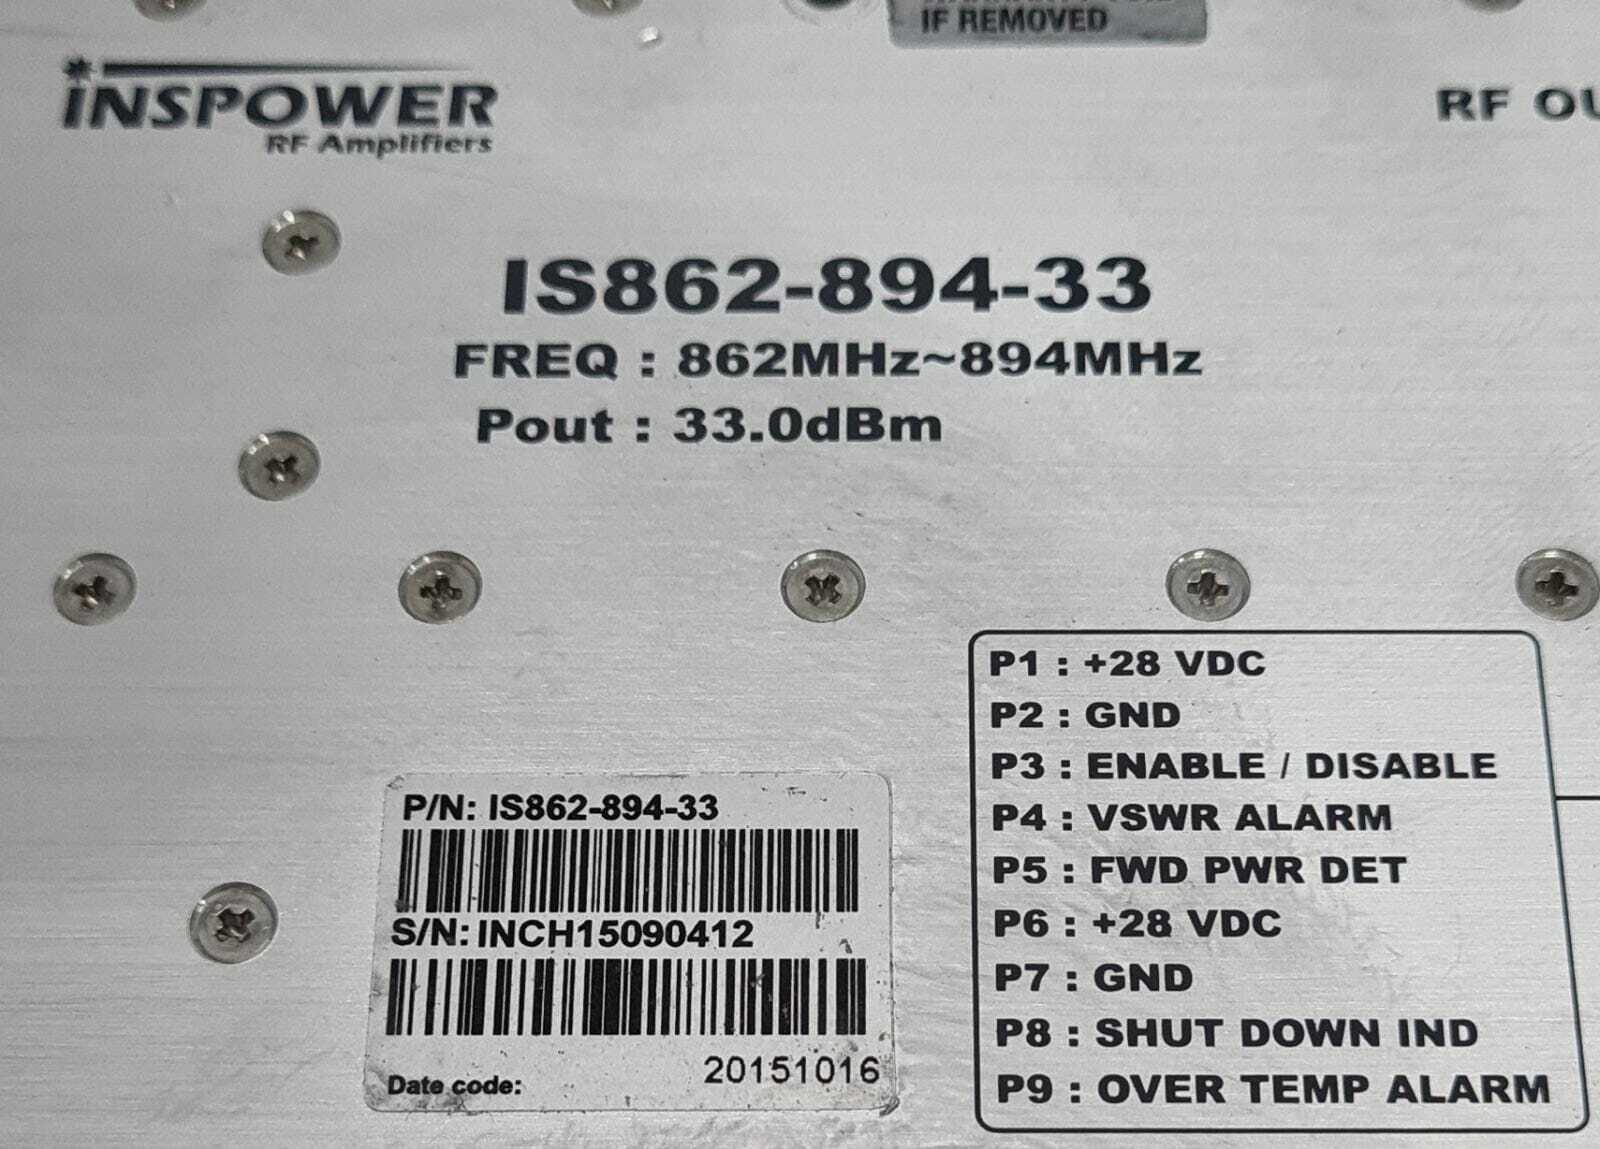 IF REMOVED
INSPOWER
RF Amplifiers
RF
IS862-894-33
FREQ : 862MHz~894MHz
Pout : 33.0dBm
P1 : +28 VDC
P2 : GND
P3 : ENABLE / DISABLE
P4 : VSWR ALARM
P5 : FWD PWR DET
P6 : +28 VDC
P7 : GND
P8 : SHUT DOWN IND
P9 : OVER TEMP ALARM
P/N: IS862-894-33
S/N: INCH15090412
Date code: 20151016